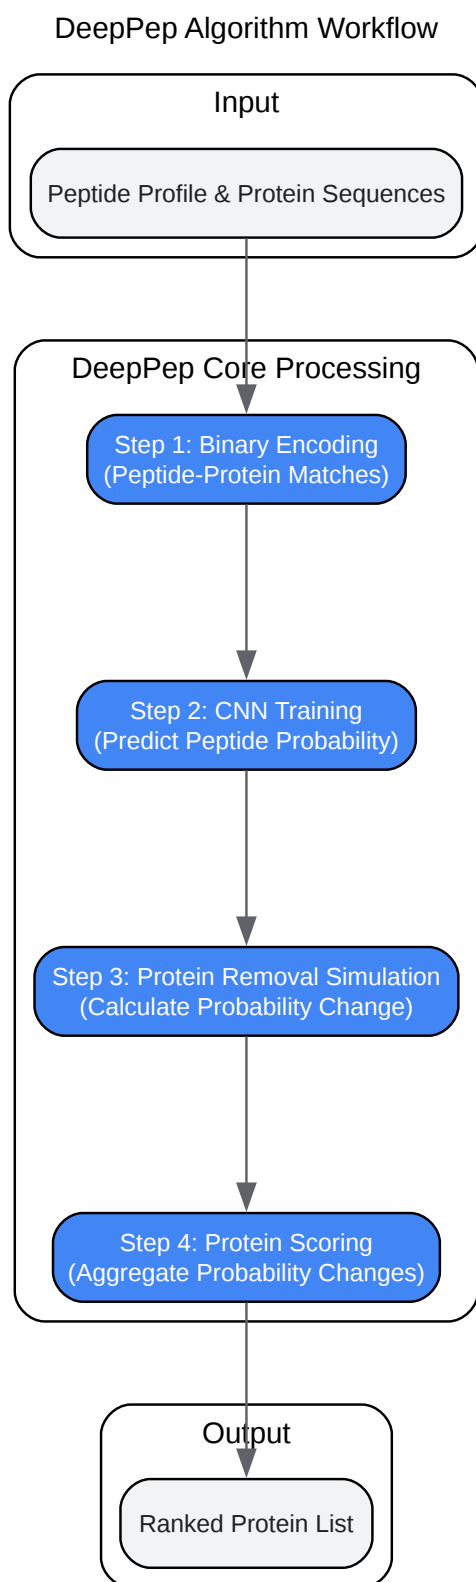 DeepPep Algorithm Workflow
Input
Peptide Profile & Protein Sequences
DeepPep Core Processing
Step 1: Binary Encoding
(Peptide-Protein Matches)
Step 2: CNN Training
(Predict Peptide Probability)
Step 3: Protein Removal Simulation
(Calculate Probability Change)
Step 4: Protein Scoring
(Aggregate Probability Changes)
Output
Ranked Protein List